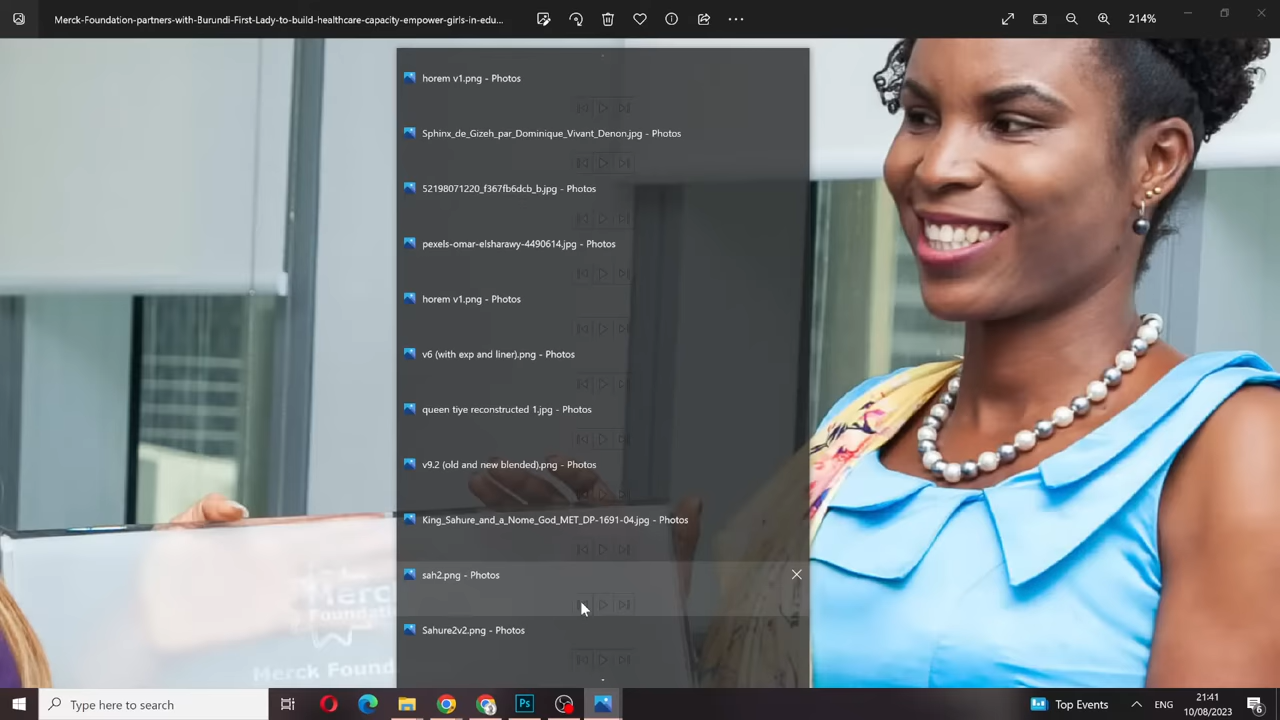 Merck-Foundation-partners-with-Burundi-First-Lady-to-build-healthcare-capacity-empower-girls-in-edu...
214%
horem v1.png - Photos
Sphinx_de_Gizeh_par_Dominique_Vivant_Denon.jpg - Photos
52198071220_f367fb6dcb_b.jpg - Photos
pexels-omar-elsharawy-4490614.jpg - Photos
horem v1.png - Photos
v6 (with exp and liner).png - Photos
queen tiye reconstructed 1.jpg - Photos
v9.2 (old and new blended).png - Photos
King_Sahure_and_a_Nome_God_MET_DP-1691-04.jpg - Photos
sah2.png - Photos
Sahure2v2.png - Photos
Merck
Foundation
Merck Found
Type here to search
Ps
Top Events
ENG
21:41
10/08/2023
6